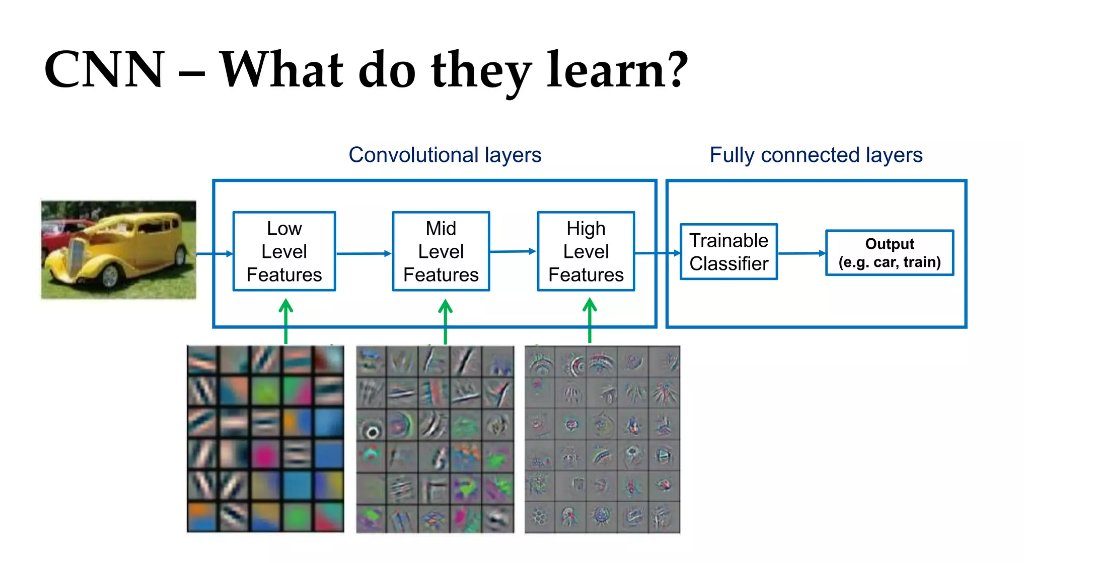 CNN – What do they learn?
Convolutional layers
Fully connected layers
Low
Level
Features
Mid
Level
Features
High
Level
Features
Trainable
Classifier
Output
(e.g. car, train)